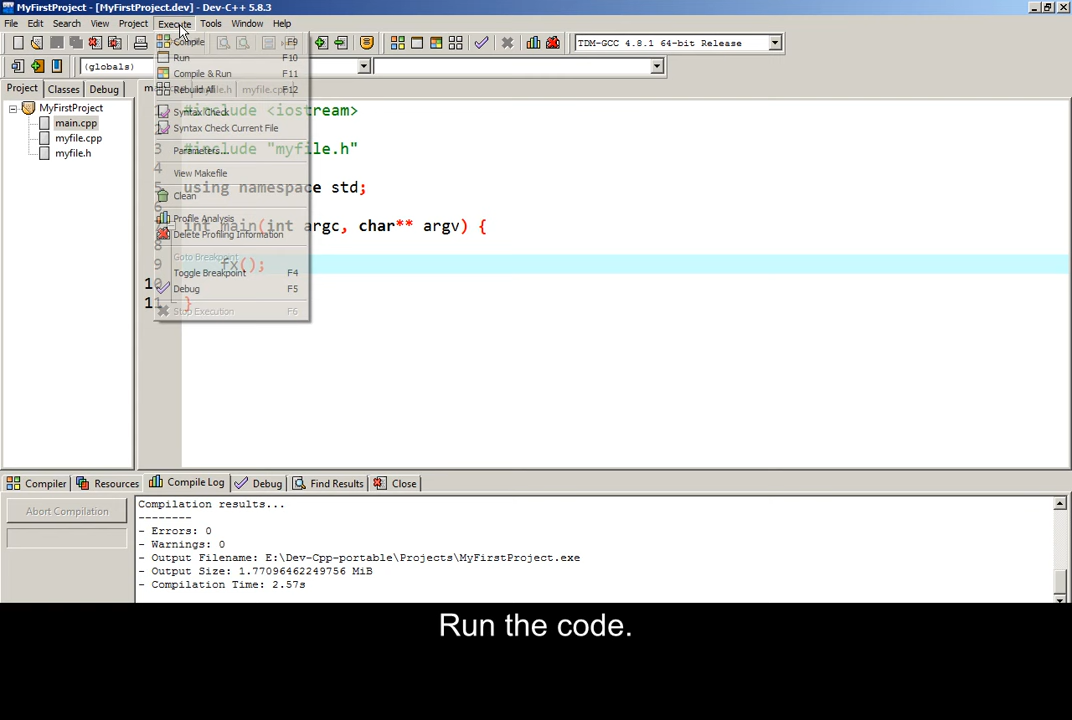 MyFirstProject - [MyFirstProject.dev] - Dev-C++ 5.8.3
File Edit Search View Project Execute Tools Window Help
TDM-GCC 4.8.1 64-bit Release
(globals)
Project Classes Debug
Compile F9
Run F10
Compile & Run F11
Rebuild All F12
Syntax Check
Syntax Check Current File
Parameters...
View Makefile
Clean
Profile Analysis
Delete Profiling Information
Goto Breakpoint
Toggle Breakpoint F4
Debug F5
Stop Execution F6
MyFirstProject
main.cpp
myfile.cpp
myfile.h
#include <iostream>
3 #include "myfile.h"
4
using namespace std;
int main(int argc, char** argv) {
8
9 fx();
10
11 }
Compiler Resources Compile Log Debug Find Results Close
Abort Compilation
Compilation results...
--------
- Errors: 0
- Warnings: 0
- Output Filename: E:\Dev-Cpp-portable\Projects\MyFirstProject.exe
- Output Size: 1.77096462249756 MiB
- Compilation Time: 2.57s
Run the code.